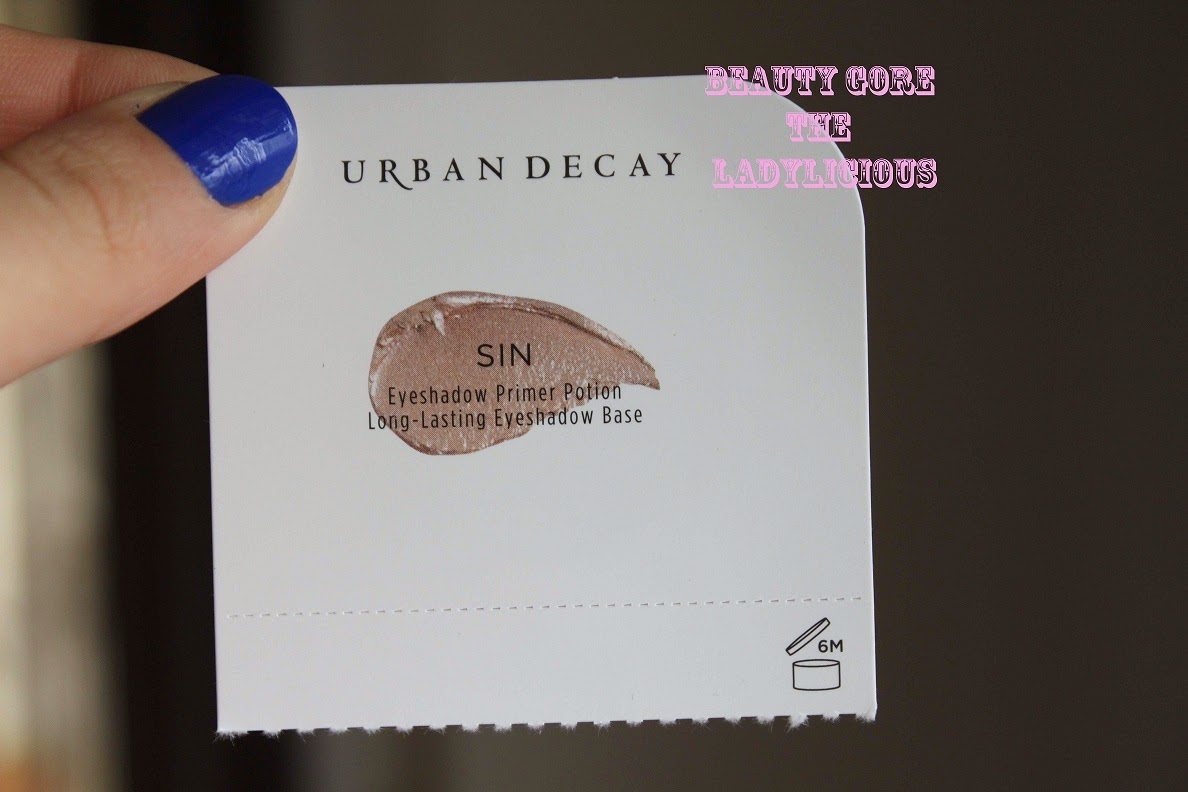 BEAUTY GORE
THE
LADYLICIOUS
URBAN DECAY
SIN
Eyeshadow Primer Potion
Long-Lasting Eyeshadow Base
6M